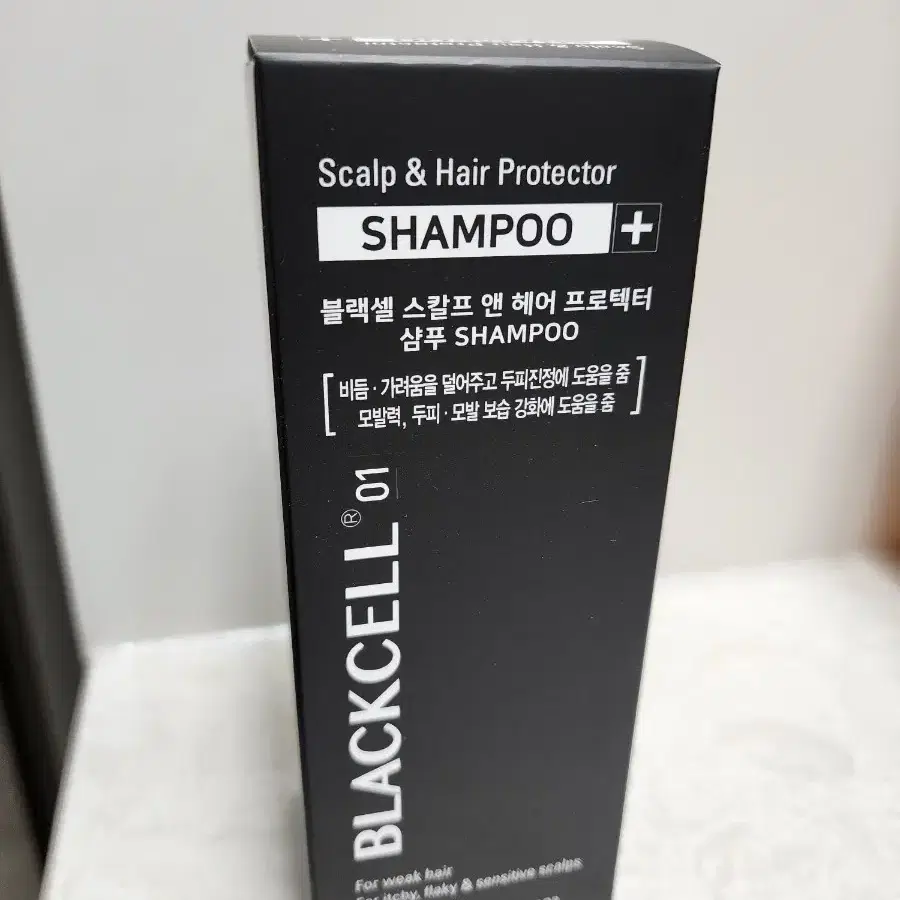 Scalp & Hair Protector
Scalp & Hair Protector
SHAMPOO +
블랙셀 스칼프 앤 헤어 프로텍터
샴푸 SHAMPOO
비듬 · 가려움을 덜어주고 두피진정에 도움을 줌
모발력, 두피 · 모발 보습 강화에 도움을 줌
BLACKCELL® 01
For weak hair
For itchy, flaky & sensitive scalps